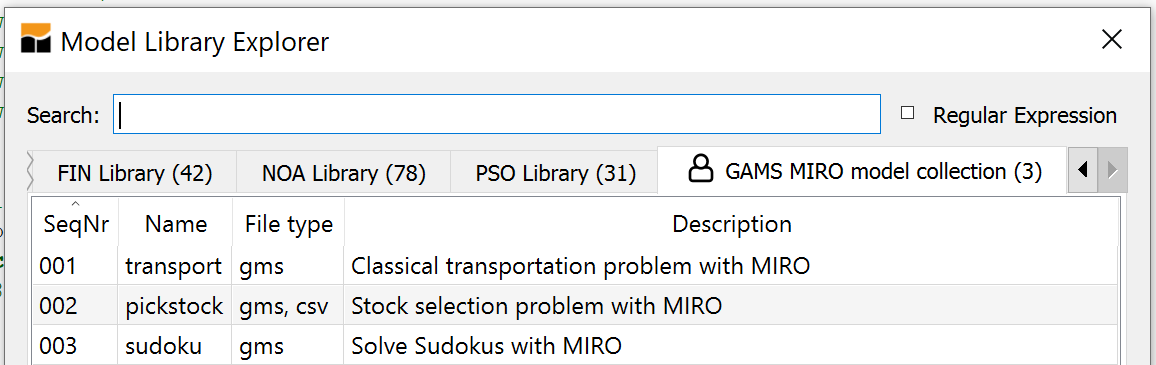 Model Library Explorer
Search:
Regular Expression
FIN Library (42) NOA Library (78) PSO Library (31) GAMS MIRO model collection (3)
SeqNr Name File type Description
001 transport gms Classical transportation problem with MIRO
002 pickstock gms, csv Stock selection problem with MIRO
003 sudoku gms Solve Sudokus with MIRO